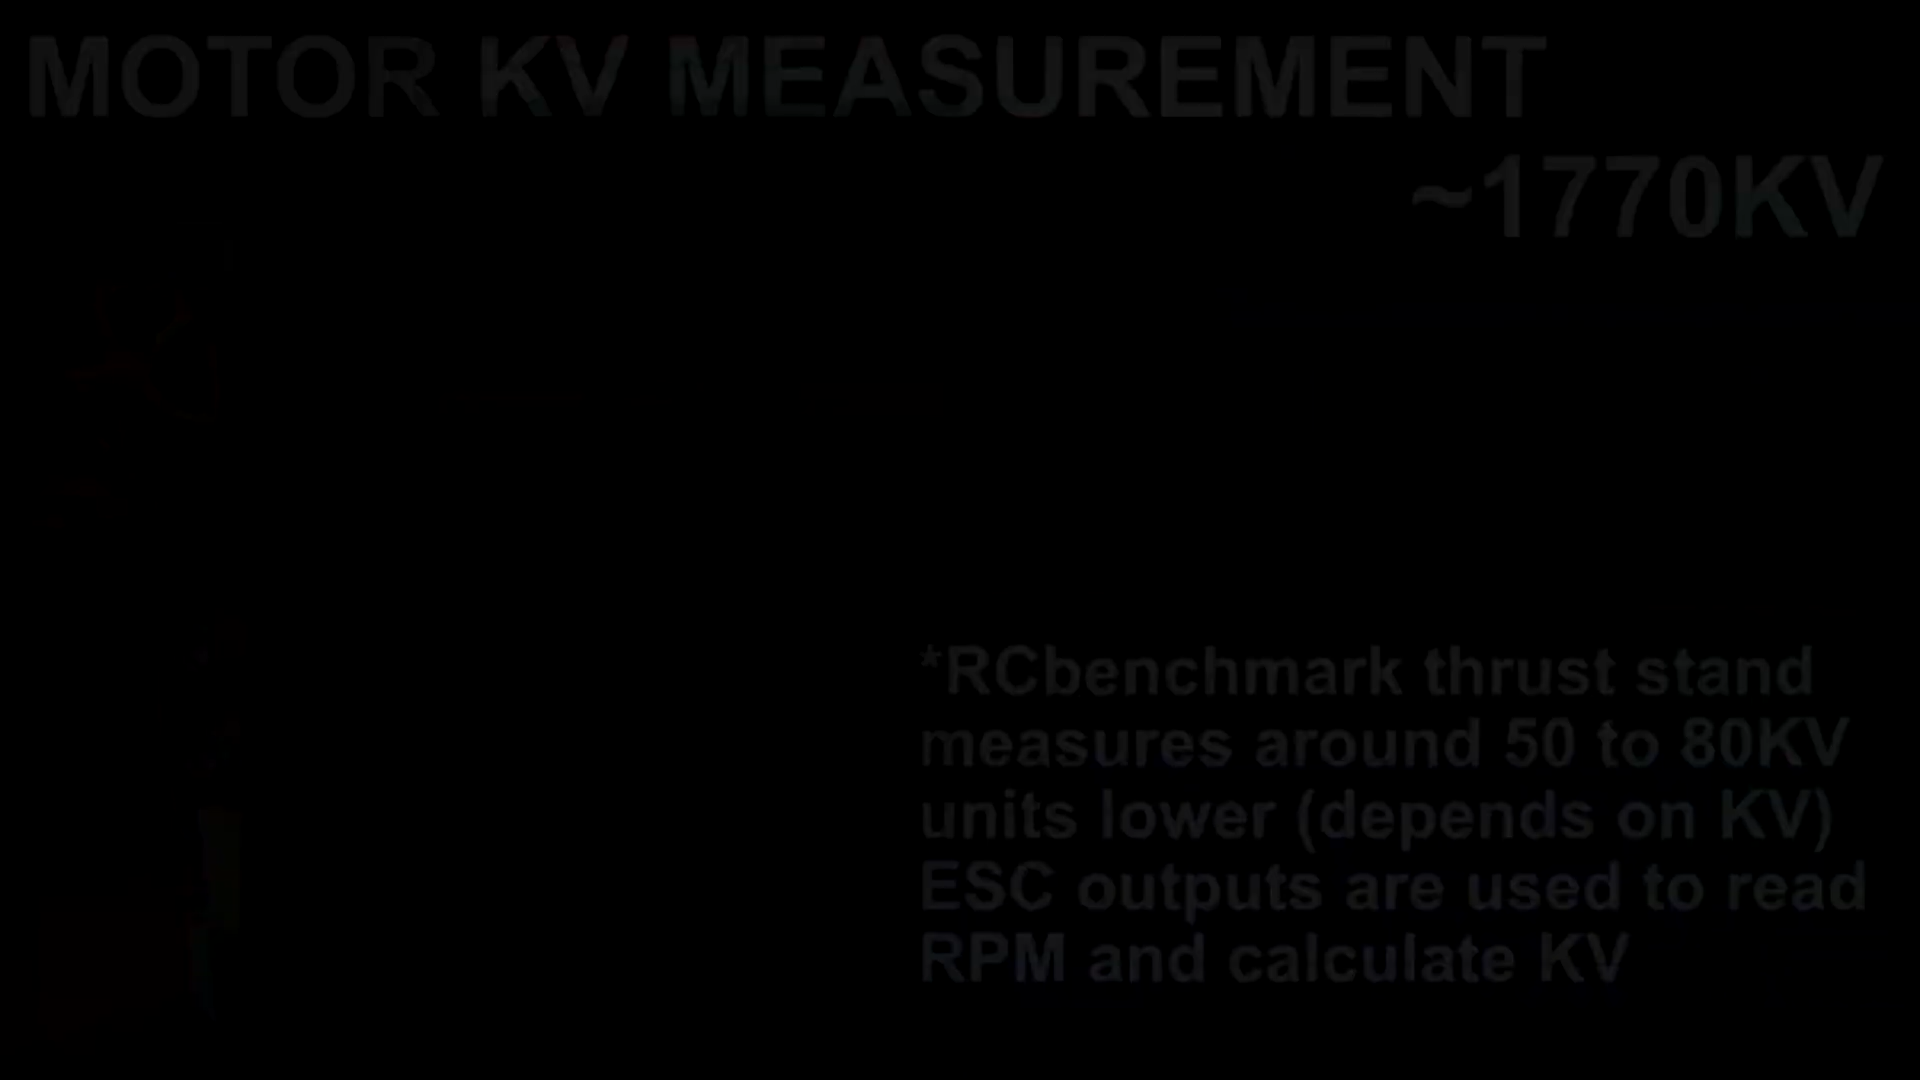 MOTOR KV MEASUREMENT
~1770KV
*RCbenchmark thrust stand
measures around 50 to 80KV
units lower (depends on KV)
ESC outputs are used to read
RPM and calculate KV